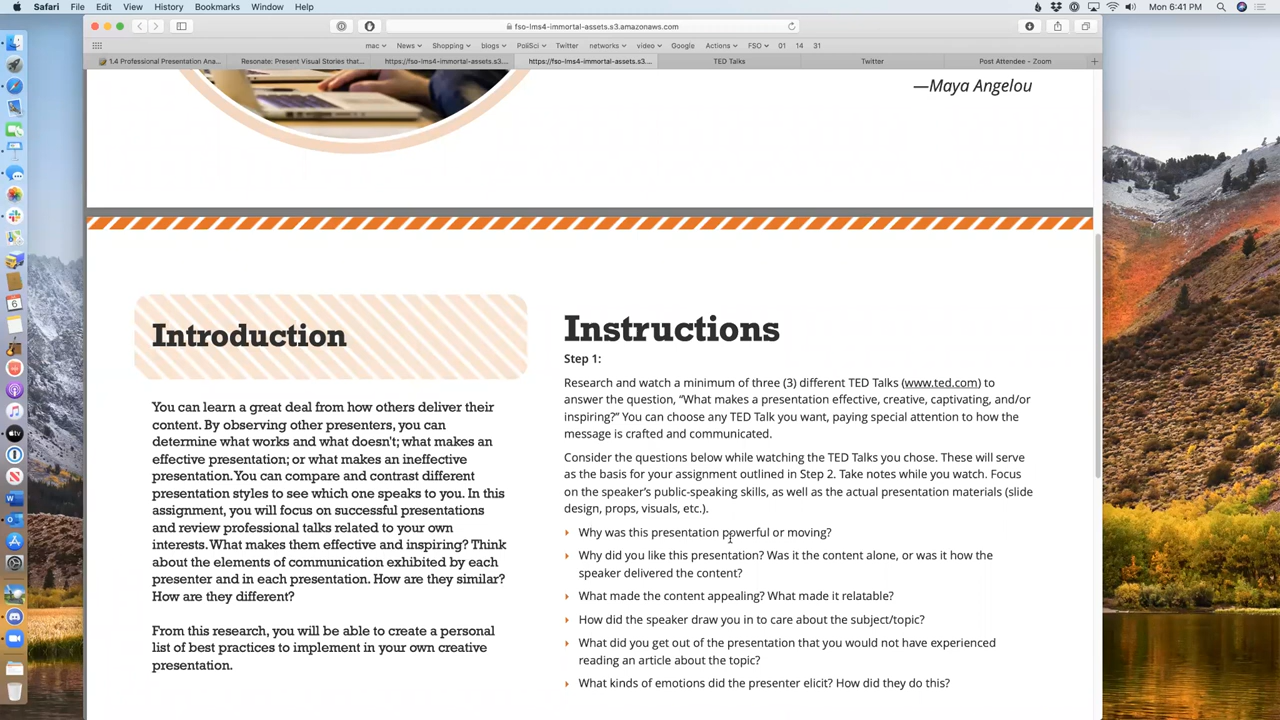 Safari File Edit View History Bookmarks Window Help
Mon 6:41 PM
fso-lms4-immortal-assets.s3.amazonaws.com
mac News Shopping blogs PoliSci Twitter networks video Google Actions FSO 01 14 31
1.4 Professional Presentation Ana...
Resonate: Present Visual Stories that...
https://fso-lms4-immortal-assets.s3....
https://fso-lms4-immortal-assets.s3....
TED Talks
Twitter
Post Attendee – Zoom
—Maya Angelou
Introduction
You can learn a great deal from how others deliver their
content. By observing other presenters, you can
determine what works and what doesn't; what makes an
effective presentation; or what makes an ineffective
presentation. You can compare and contrast different
presentation styles to see which one speaks to you. In this
assignment, you will focus on successful presentations
and review professional talks related to your own
interests. What makes them effective and inspiring? Think
about the elements of communication exhibited by each
presenter and in each presentation. How are they similar?
How are they different?
From this research, you will be able to create a personal
list of best practices to implement in your own creative
presentation.
Instructions
Step 1:
Research and watch a minimum of three (3) different TED Talks (www.ted.com) to
answer the question, “What makes a presentation effective, creative, captivating, and/or
inspiring?” You can choose any TED Talk you want, paying special attention to how the
message is crafted and communicated.
Consider the questions below while watching the TED Talks you chose. These will serve
as the basis for your assignment outlined in Step 2. Take notes while you watch. Focus
on the speaker’s public-speaking skills, as well as the actual presentation materials (slide
design, props, visuals, etc.).
Why was this presentation powerful or moving?
Why did you like this presentation? Was it the content alone, or was it how the
speaker delivered the content?
What made the content appealing? What made it relatable?
How did the speaker draw you in to care about the subject/topic?
What did you get out of the presentation that you would not have experienced
reading an article about the topic?
What kinds of emotions did the presenter elicit? How did they do this?